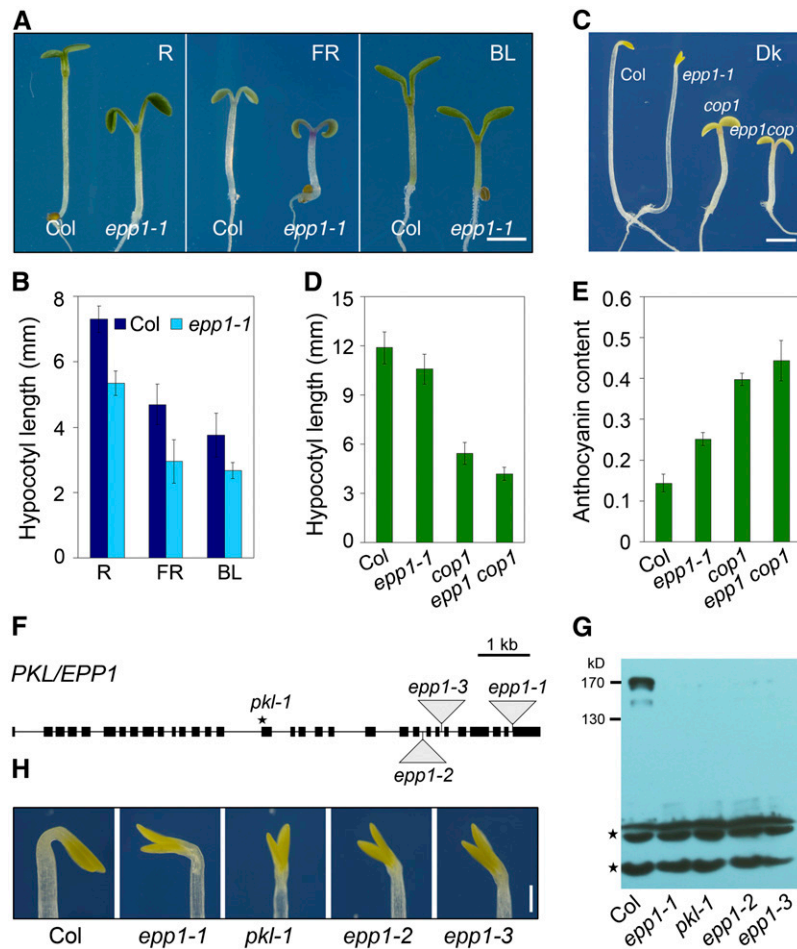 A
R
FR
BL
Col
epp1-1
Col
epp1-1
Col
epp1-1
C
Dk
Col
epp1-1
cop1
epp1cop1
B
Hypocotyl length (mm)
8
6
4
2
0
Col
epp1-1
R
FR
BL
D
Hypocotyl length (mm)
15
12
9
6
3
0
Col
epp1-1
cop1
epp1 cop1
E
Anthocyanin content
0.6
0.5
0.4
0.3
0.2
0.1
0
Col
epp1-1
cop1
epp1 cop1
F
1 kb
PKL/EPP1
pkl-1
epp1-3
epp1-1
epp1-2
G
kD
170
130
Col
epp1-1
pkl-1
epp1-2
epp1-3
H
Col
epp1-1
pkl-1
epp1-2
epp1-3